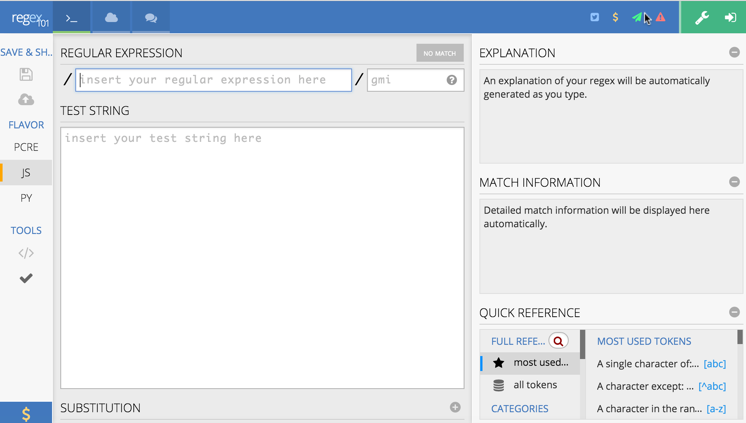 regex101
>_
$
SAVE & SH...
FLAVOR
PCRE
JS
PY
TOOLS
</>
$
REGULAR EXPRESSION
NO MATCH
/ insert your regular expression here / gmi ?
TEST STRING
insert your test string here
SUBSTITUTION
EXPLANATION
An explanation of your regex will be automatically
generated as you type.
MATCH INFORMATION
Detailed match information will be displayed here
automatically.
QUICK REFERENCE
FULL REFE...
most used...
all tokens
CATEGORIES
MOST USED TOKENS
A single character of:... [abc]
A character except: ... [^abc]
A character in the ran... [a-z]